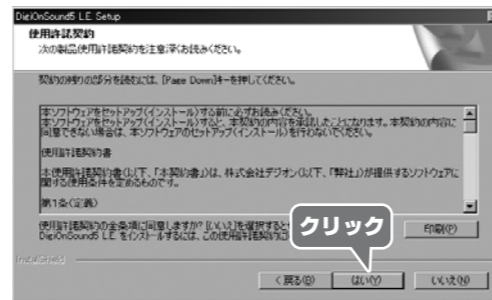 DigiOnSound5 L.E. Setup
使用許諾契約
次の製品使用許諾契約を注意深くお読みください。
契約の残りの部分を読むには、[Page Down]キーを押してください。
本ソフトウェアをセットアップ(インストール)する前に必ずお読みください。
本ソフトウェアをセットアップ(インストール)すると、本契約の内容を承諾したことになります。本契約の内容に
同意できない場合は、本ソフトウェアのセットアップ(インストール)を行わないでください。
使用許諾契約書
本使用許諾契約書(以下、「本契約書」)は、株式会社デジオン(以下、「弊社」)が提供するソフトウェアに
関する使用条件を定めるものです。
第1条(定義)
使用許諾契約の全条項に同意しますか? [いいえ]を選択すると
DigiOnSound5 L.E. をインストールするには、この使用許諾契約に
クリック
印刷(P)
InstallShield
< 戻る(B)
はい(Y)
いいえ(N)